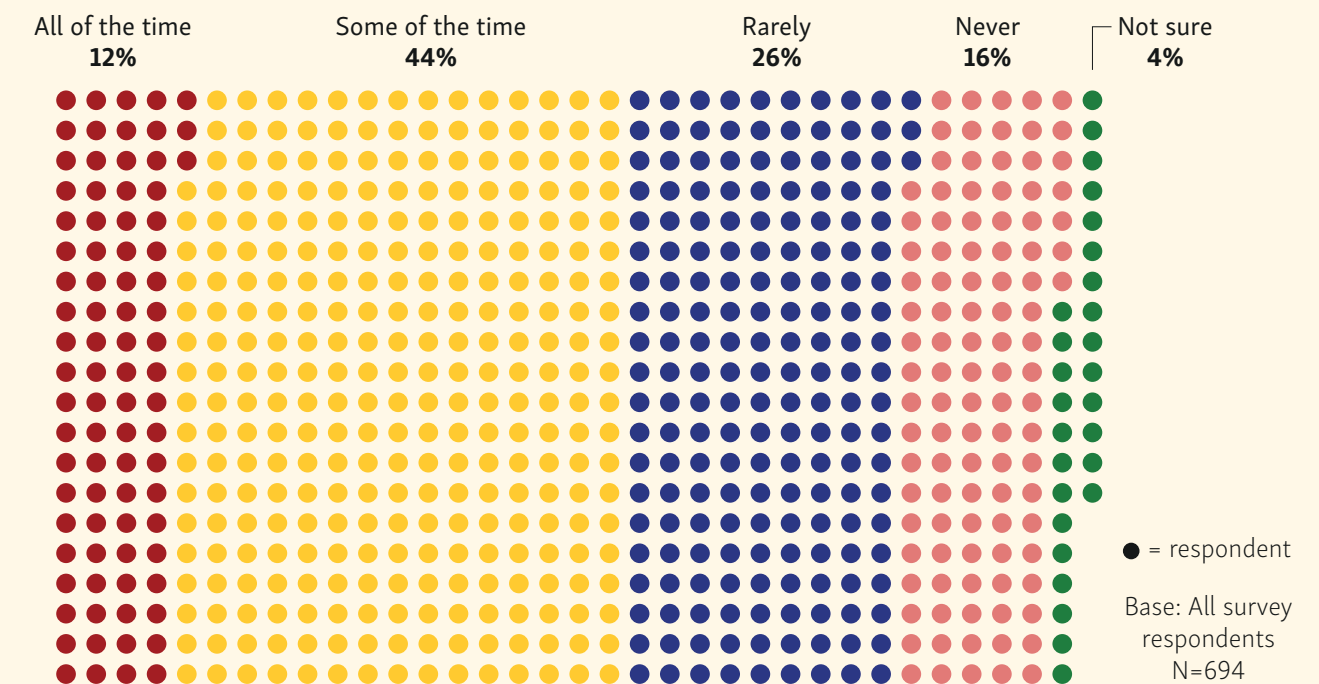 All of the time
12%
Some of the time
44%
Rarely
26%
Never
16%
Not sure
4%
= respondent
Base: All survey
respondents
N=694